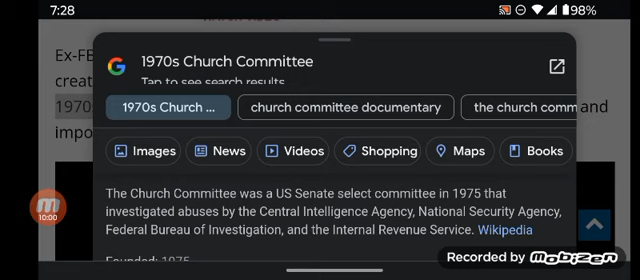 7:28
98%
Ex-FB
1970s Church Committee
creat
Tap to see search results
1970s Church ...
church committee documentary
the church comm
1970
and
impo
Images
News
Videos
Shopping
Maps
Books
The Church Committee was a US Senate select committee in 1975 that
investigated abuses by the Central Intelligence Agency, National Security Agency,
Federal Bureau of Investigation, and the Internal Revenue Service. Wikipedia
10:00
Recorded by mobizen
Founded: 1975